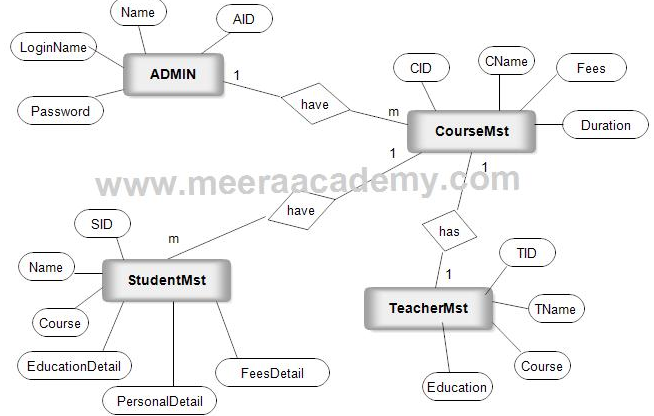 Name
AID
LoginName
ADMIN
Password
1
have
m
CID
CName
Fees
Duration
CourseMst
1
1
www.meeraacademy.com
have
m
has
1
SID
Name
StudentMst
Course
EducationDetail
PersonalDetail
FeesDetail
TID
TeacherMst
TName
Course
Education